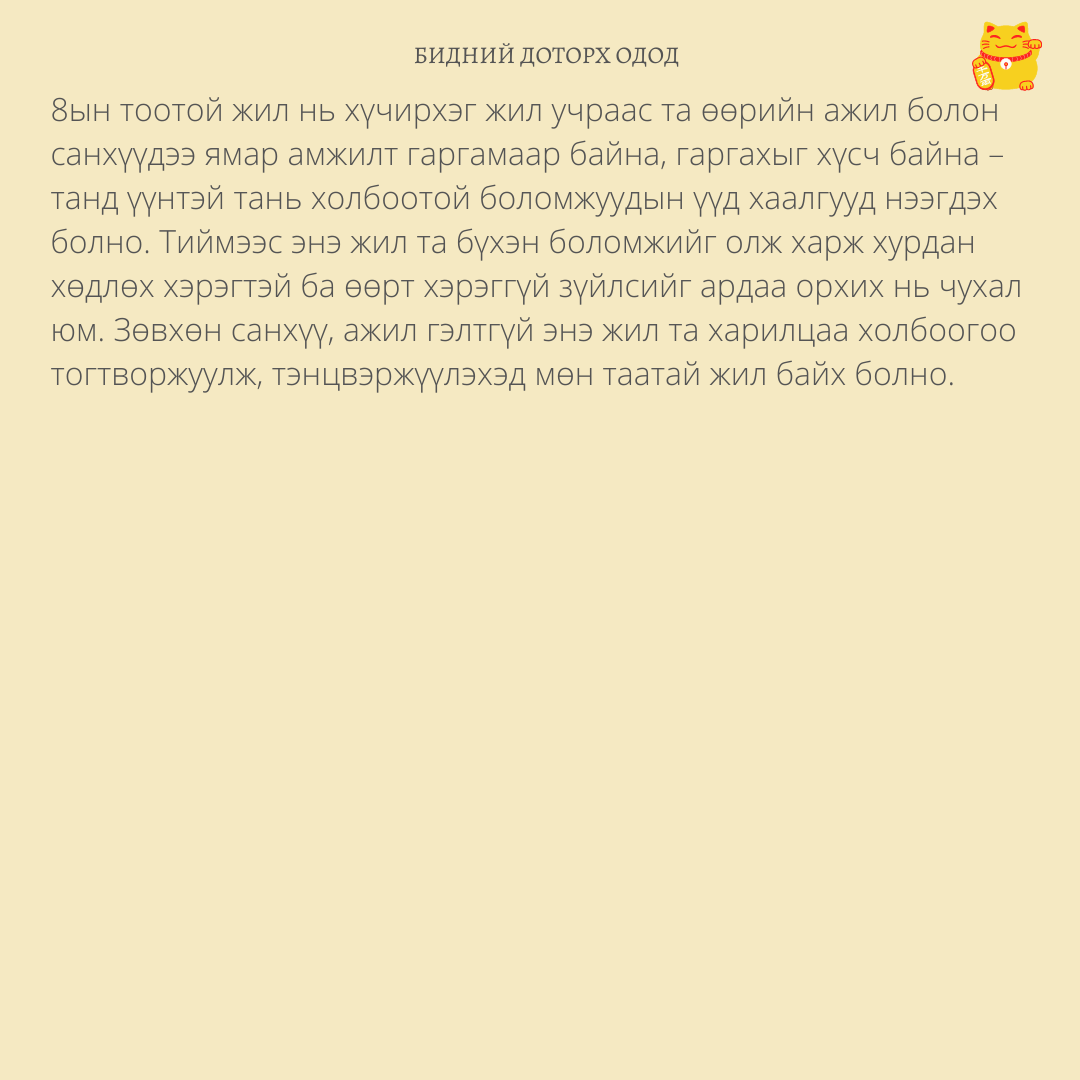 БИДНИЙ ДОТОРХ ОДОД
8ын тоотой жил нь хүчирхэг жил учраас та өөрийн ажил болон
санхүүдээ ямар амжилт гаргамаар байна, гаргахыг хүсч байна –
танд үүнтэй тань холбоотой боломжуудын үүд хаалгууд нээгдэх
болно. Тиймээс энэ жил та бүхэн боломжийг олж харж хурдан
хөдлөх хэрэгтэй ба өөрт хэрэггүй зүйлсийг ардаа орхих нь чухал
юм. Зөвхөн санхүү, ажил гэлтгүй энэ жил та харилцаа холбоогоо
тогтворжуулж, тэнцвэржүүлэхэд мөн таатай жил байх болно.